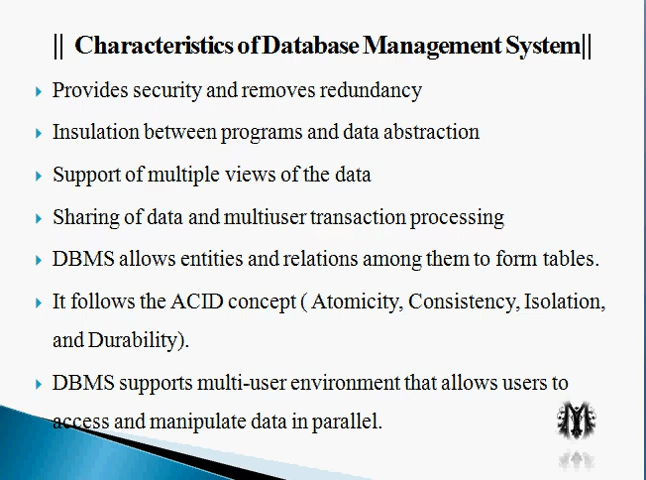 || Characteristics of Database Management System||
Provides security and removes redundancy
Insulation between programs and data abstraction
Support of multiple views of the data
Sharing of data and multiuser transaction processing
DBMS allows entities and relations among them to form tables.
It follows the ACID concept ( Atomicity, Consistency, Isolation,
and Durability).
DBMS supports multi-user environment that allows users to
access and manipulate data in parallel.